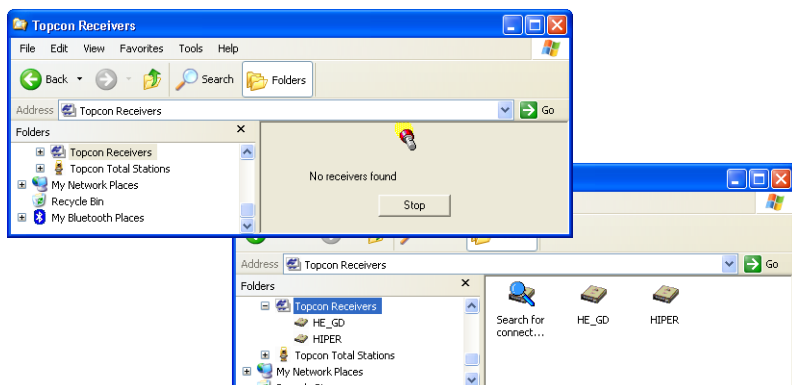 Topcon Receivers
File Edit View Favorites Tools Help
Back Search Folders
Address Topcon Receivers Go
Folders
Topcon Receivers
Topcon Total Stations
My Network Places
Recycle Bin
My Bluetooth Places
No receivers found
Stop
Address Topcon Receivers Go
Folders
Topcon Receivers
HE_GD
HIPER
Topcon Total Stations
My Network Places
Search for
connect...
HE_GD
HIPER